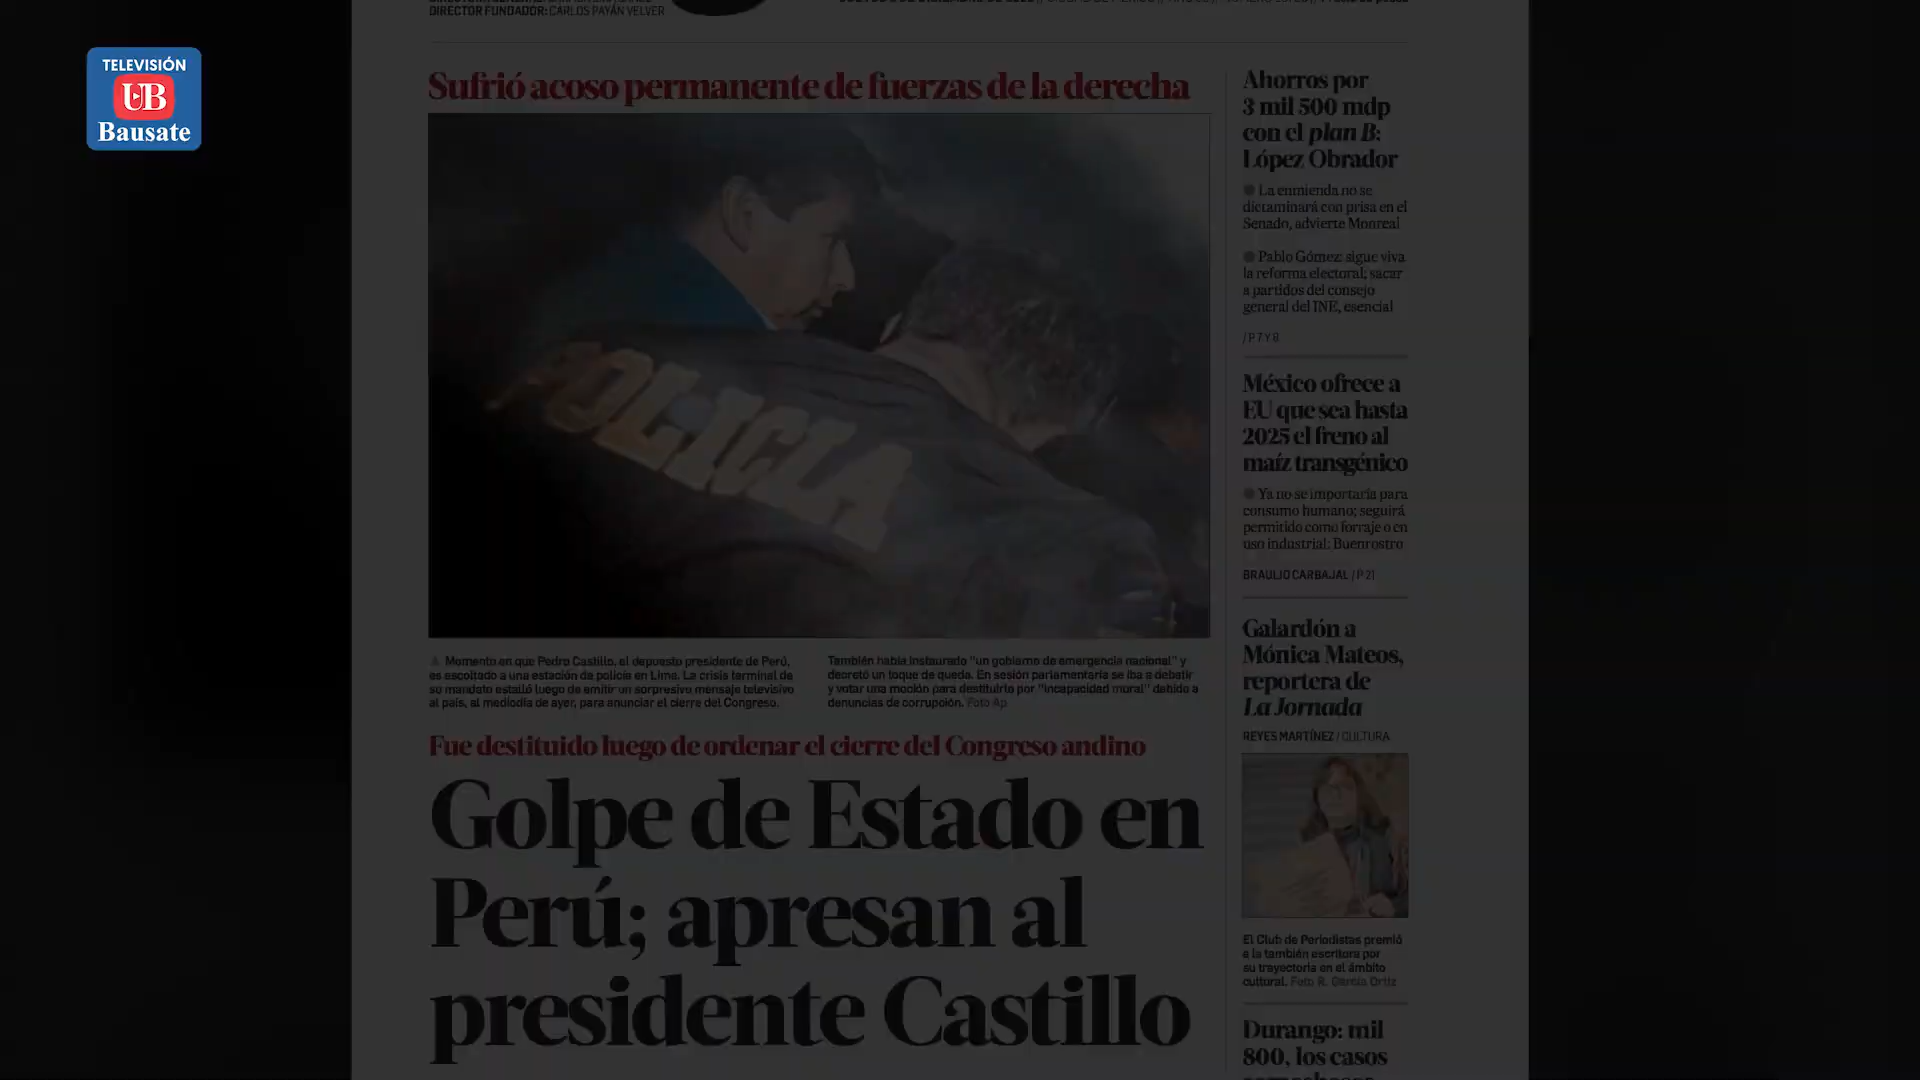 TELEVISIÓN
UB
Bausate
DIRECTOR FUNDADOR: CARLOS PAYÁN VELVER
Sufrió acoso permanente de fuerzas de la derecha
POLICIA
Momento en que Pedro Castillo, el depuesto presidente de Perú,
es escoltado a una estación de policía en Lima. La crisis terminal de
su mandato estalló luego de emitir un sorpresivo mensaje televisivo
al país, al mediodía de ayer, para anunciar el cierre del Congreso.
También había instaurado "un gobierno de emergencia nacional" y
decretó un toque de queda. En sesión parlamentaria se iba a debatir
y votar una moción para destituirlo por "incapacidad moral" debido a
denuncias de corrupción. Foto Ap
Fue destituido luego de ordenar el cierre del Congreso andino
Golpe de Estado en
Perú; apresan al
presidente Castillo
Ahorros por
3 mil 500 mdp
con el plan B:
López Obrador
La enmienda no se
dictaminará con prisa en el
Senado, advierte Monreal
Pablo Gómez: sigue viva
la reforma electoral; sacar
a partidos del consejo
general del INE, esencial
/ P 7 Y 8
México ofrece a
EU que sea hasta
2025 el freno al
maíz transgénico
Ya no se importaría para
consumo humano; seguirá
permitido como forraje o en
uso industrial: Buenrostro
BRAULIO CARBAJAL / P 21
Galardón a
Mónica Mateos,
reportera de
La Jornada
REYES MARTÍNEZ / CULTURA
El Club de Periodistas premió
a la también escritora por
su trayectoria en el ámbito
cultural. Foto R. García Ortiz
Durango: mil
800, los casos